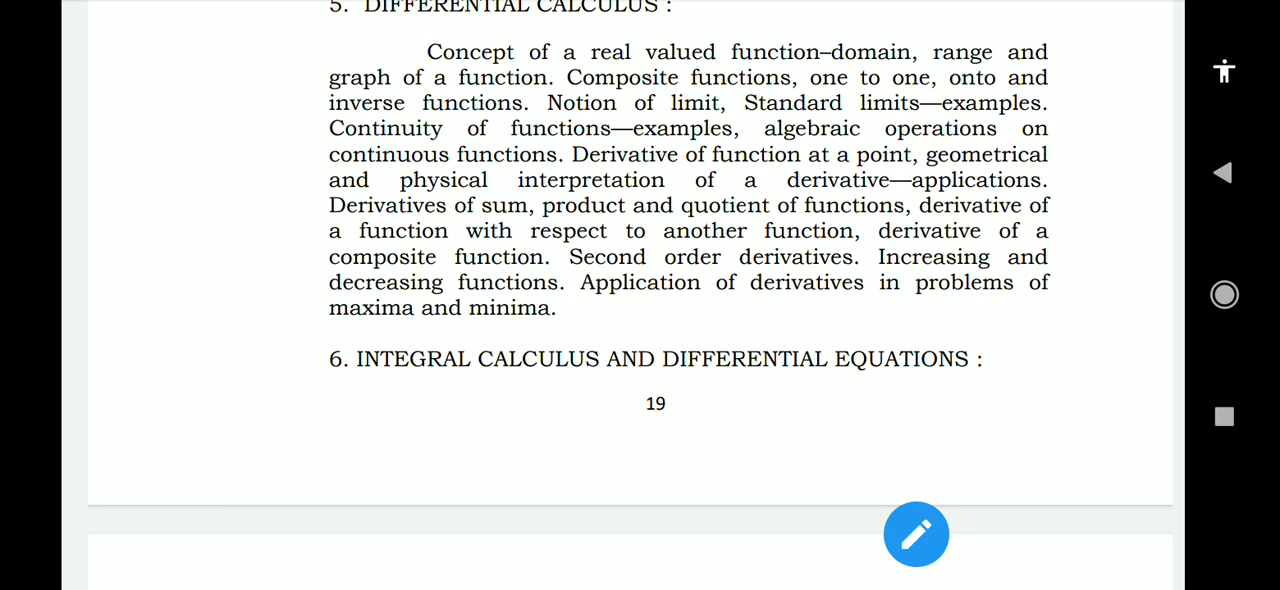 5. DIFFERENTIAL CALCULUS :
Concept of a real valued function–domain, range and
graph of a function. Composite functions, one to one, onto and
inverse functions. Notion of limit, Standard limits—examples.
Continuity of functions—examples, algebraic operations on
continuous functions. Derivative of function at a point, geometrical
and physical interpretation of a derivative—applications.
Derivatives of sum, product and quotient of functions, derivative of
a function with respect to another function, derivative of a
composite function. Second order derivatives. Increasing and
decreasing functions. Application of derivatives in problems of
maxima and minima.
6. INTEGRAL CALCULUS AND DIFFERENTIAL EQUATIONS :
19